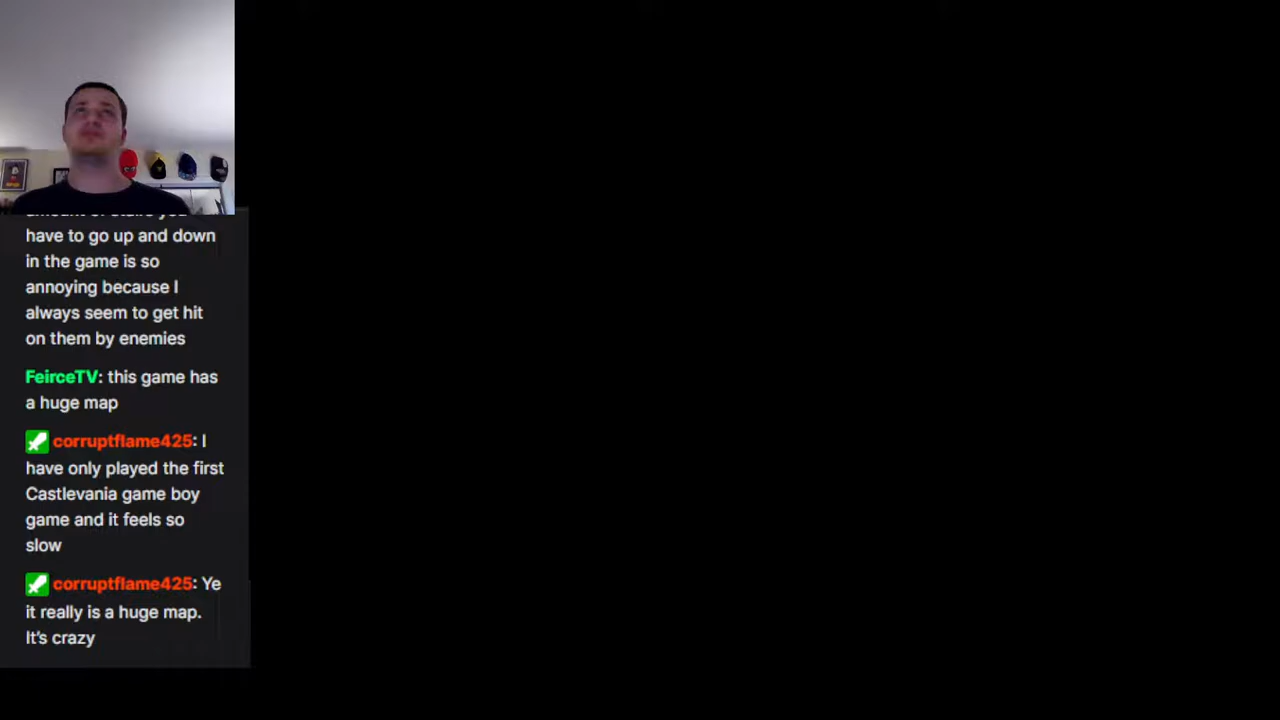 have to go up and down
in the game is so
annoying because I
always seem to get hit
on them by enemies
FeirceTV: this game has
a huge map
corruptflame425: I
have only played the first
Castlevania game boy
game and it feels so
slow
corruptflame425: Ye
it really is a huge map.
It's crazy